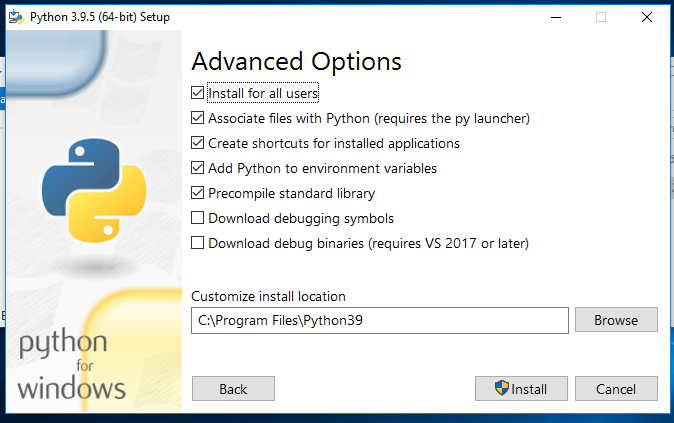 Python 3.9.5 (64-bit) Setup
Advanced Options
Install for all users
Associate files with Python (requires the py launcher)
Create shortcuts for installed applications
Add Python to environment variables
Precompile standard library
Download debugging symbols
Download debug binaries (requires VS 2017 or later)
Customize install location
C:\Program Files\Python39
Browse
python
for
windows
Back
Install
Cancel